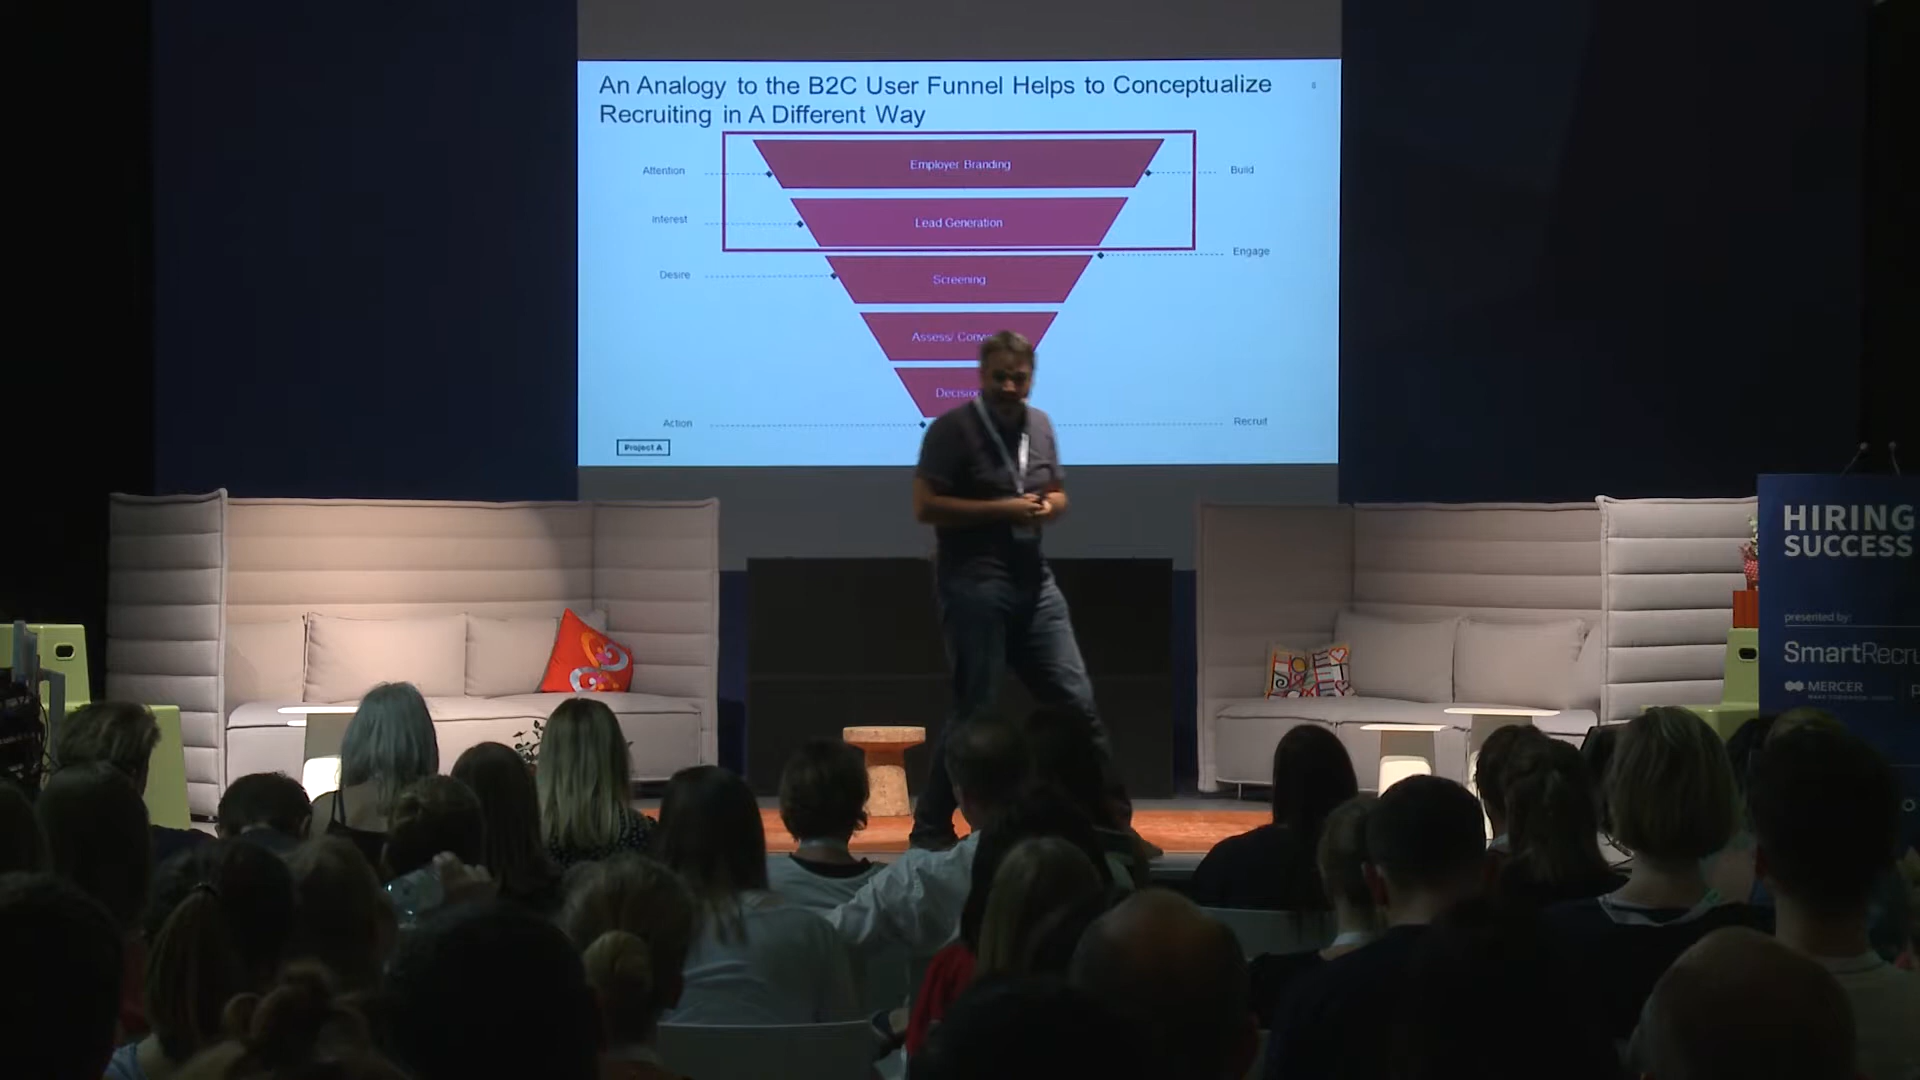 An Analogy to the B2C User Funnel Helps to Conceptualize
Recruiting in A Different Way
Attention
Employer Branding
Build
Interest
Lead Generation
Engage
Desire
Screening
Assess/
Action
Recruit
Project A
HIRING
SUCCESS
presented by:
MERCER